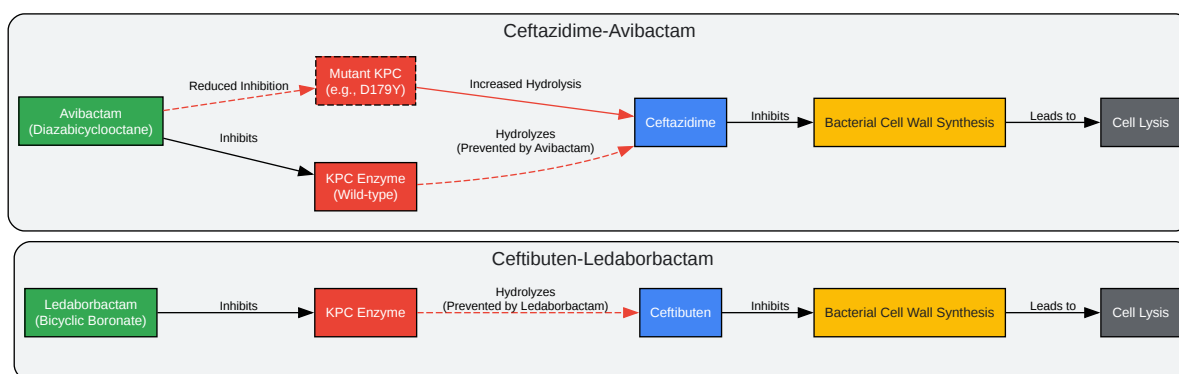 Ceftazidime-Avibactam
Avibactam
(Diazabicyclooctane)
Reduced Inhibition
Inhibits
Mutant KPC
(e.g., D179Y)
KPC Enzyme
(Wild-type)
Increased Hydrolysis
Hydrolyzes
(Prevented by Avibactam)
Ceftazidime
Inhibits
Bacterial Cell Wall Synthesis
Leads to
Cell Lysis
Ceftibuten-Ledaborbactam
Ledaborbactam
(Bicyclic Boronate)
Inhibits
KPC Enzyme
Hydrolyzes
(Prevented by Ledaborbactam)
Ceftibuten
Inhibits
Bacterial Cell Wall Synthesis
Leads to
Cell Lysis